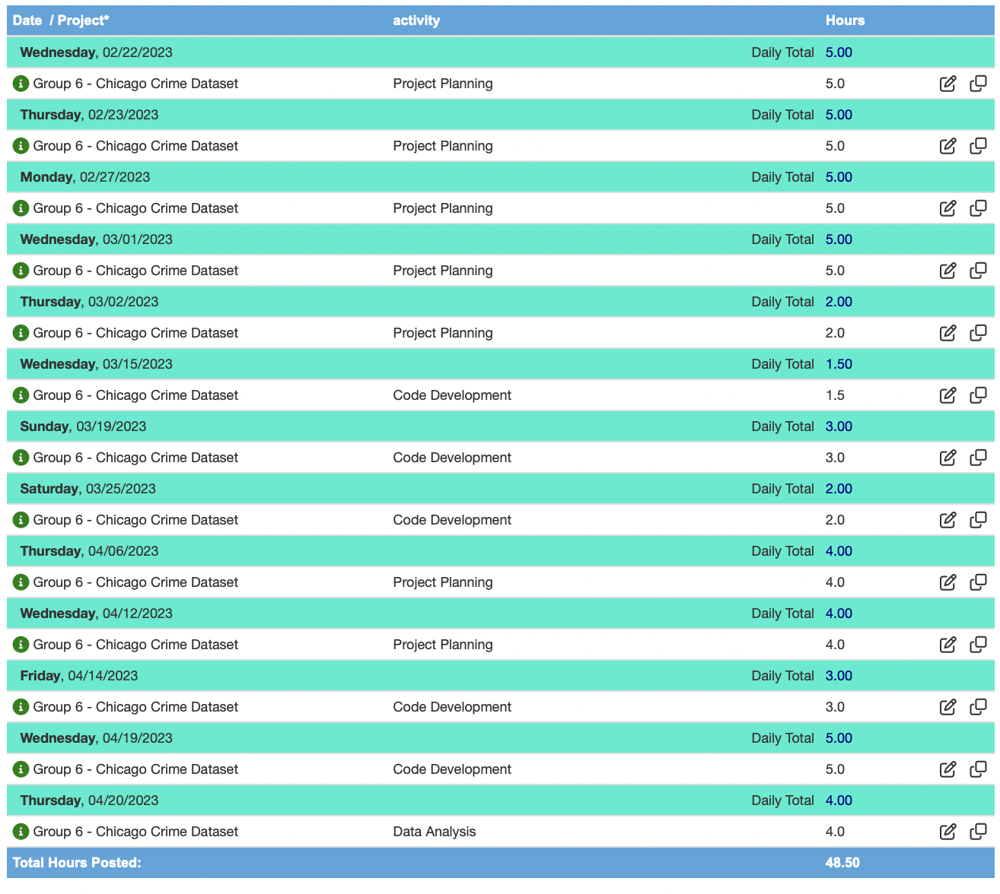 Date / Project* activity Hours
Wednesday, 02/22/2023 Daily Total 5.00
Group 6 - Chicago Crime Dataset Project Planning 5.0
Thursday, 02/23/2023 Daily Total 5.00
Group 6 - Chicago Crime Dataset Project Planning 5.0
Monday, 02/27/2023 Daily Total 5.00
Group 6 - Chicago Crime Dataset Project Planning 5.0
Wednesday, 03/01/2023 Daily Total 5.00
Group 6 - Chicago Crime Dataset Project Planning 5.0
Thursday, 03/02/2023 Daily Total 2.00
Group 6 - Chicago Crime Dataset Project Planning 2.0
Wednesday, 03/15/2023 Daily Total 1.50
Group 6 - Chicago Crime Dataset Code Development 1.5
Sunday, 03/19/2023 Daily Total 3.00
Group 6 - Chicago Crime Dataset Code Development 3.0
Saturday, 03/25/2023 Daily Total 2.00
Group 6 - Chicago Crime Dataset Code Development 2.0
Thursday, 04/06/2023 Daily Total 4.00
Group 6 - Chicago Crime Dataset Project Planning 4.0
Wednesday, 04/12/2023 Daily Total 4.00
Group 6 - Chicago Crime Dataset Project Planning 4.0
Friday, 04/14/2023 Daily Total 3.00
Group 6 - Chicago Crime Dataset Code Development 3.0
Wednesday, 04/19/2023 Daily Total 5.00
Group 6 - Chicago Crime Dataset Code Development 5.0
Thursday, 04/20/2023 Daily Total 4.00
Group 6 - Chicago Crime Dataset Data Analysis 4.0
Total Hours Posted: 48.50